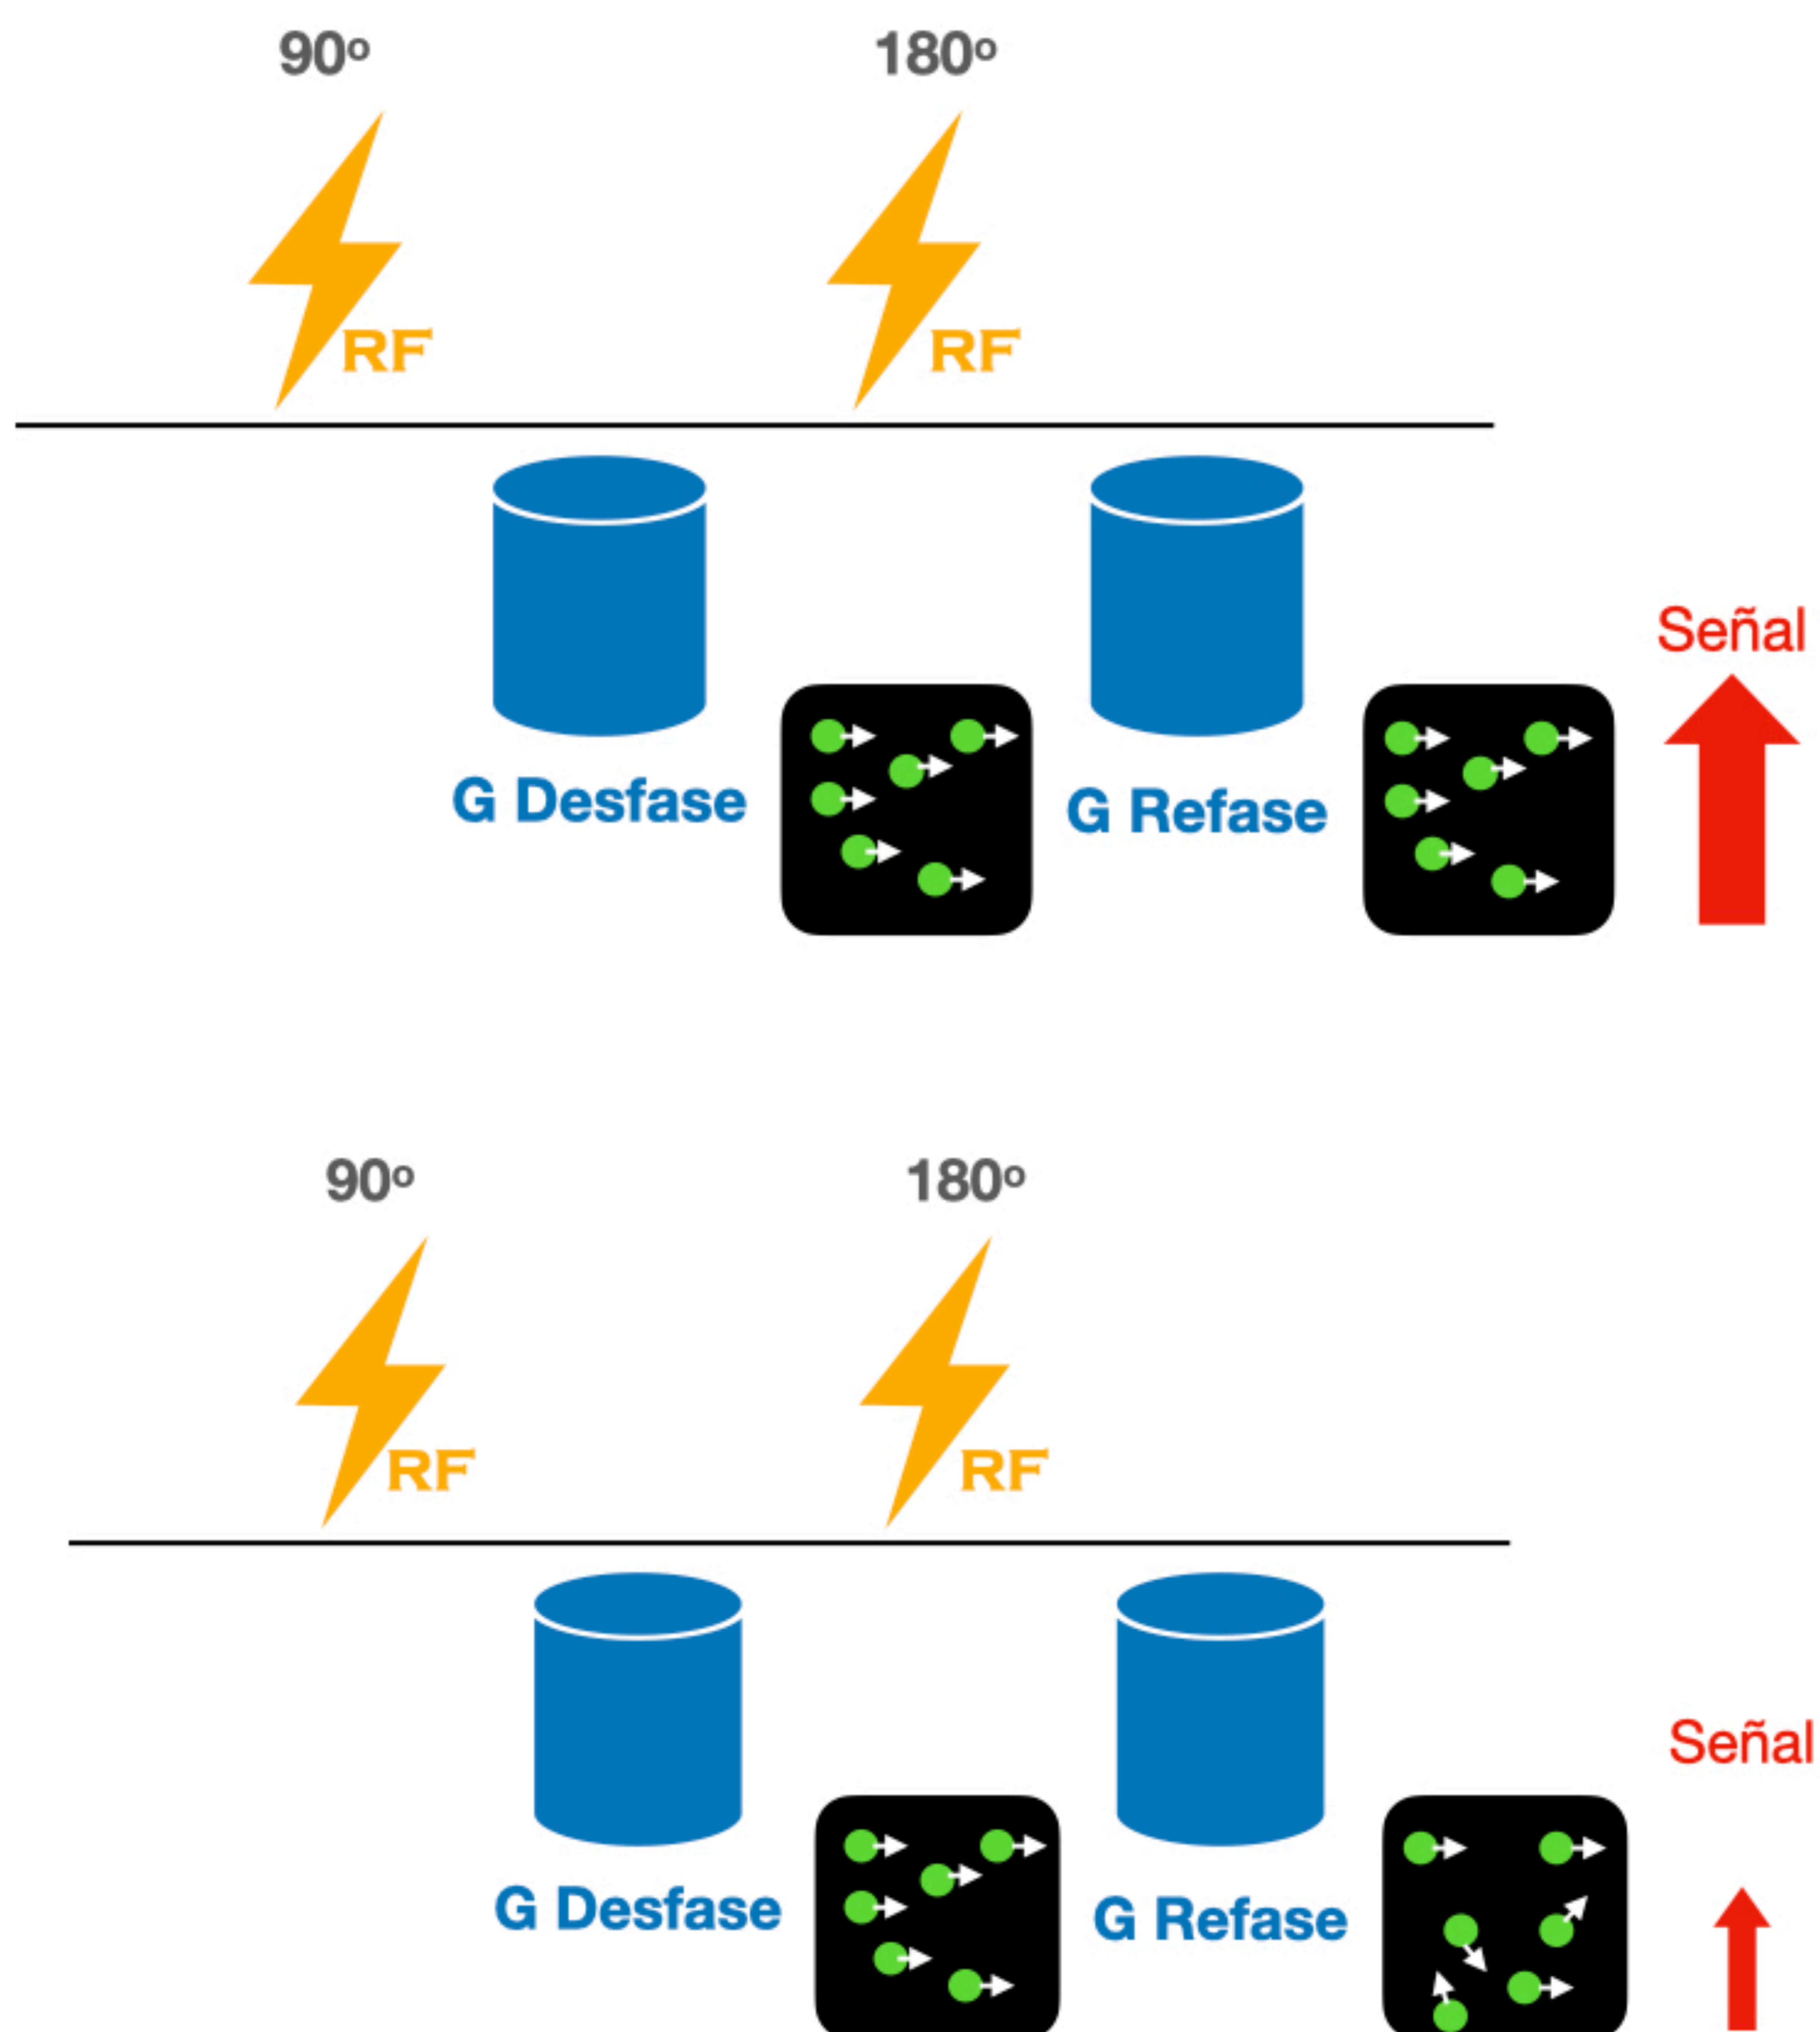 90º 180º
RF RF
Señal
G Desfase G Refase
90º 180º
RF RF
Señal
G Desfase G Refase